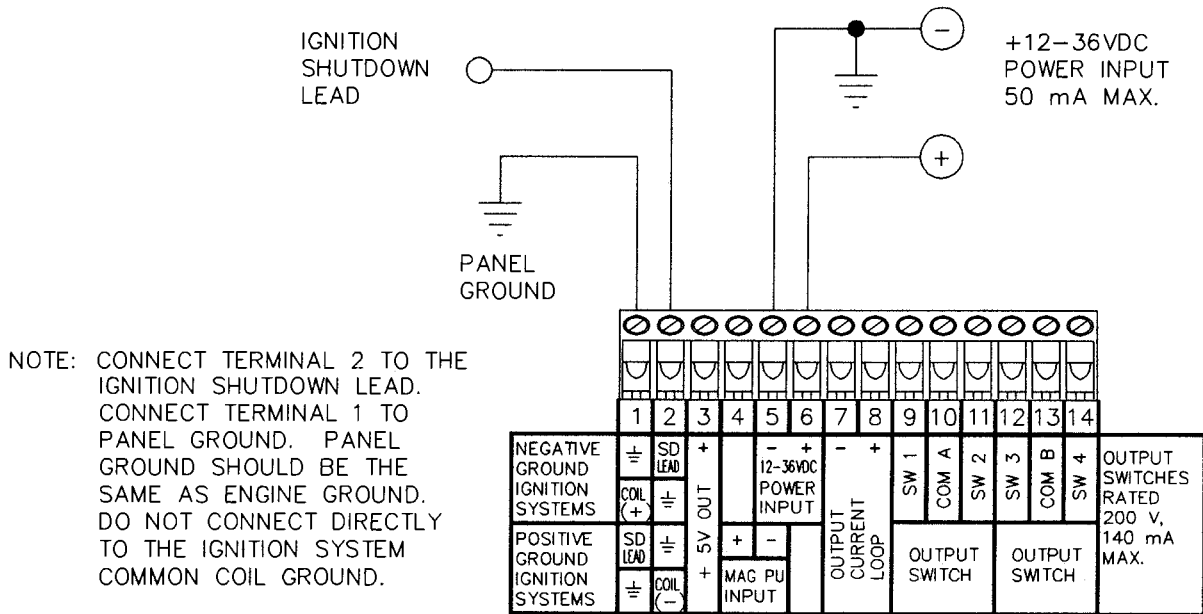 IGNITION
SHUTDOWN
LEAD
−
+12−36VDC
POWER INPUT
50 mA MAX.
+
PANEL
GROUND
NOTE: CONNECT TERMINAL 2 TO THE
IGNITION SHUTDOWN LEAD.
CONNECT TERMINAL 1 TO
PANEL GROUND. PANEL
GROUND SHOULD BE THE
SAME AS ENGINE GROUND.
DO NOT CONNECT DIRECTLY
TO THE IGNITION SYSTEM
COMMON COIL GROUND.
1 2 3 4 5 6 7 8 9 10 11 12 13 14
NEGATIVE
GROUND
IGNITION
SYSTEMS
SD
LEAD
COIL
(+)
POSITIVE
GROUND
IGNITION
SYSTEMS
SD
LEAD
COIL
(−)
+ 5V OUT +
− +
12−36VDC
POWER
INPUT
+ −
MAG PU
INPUT
− +
OUTPUT
CURRENT
LOOP
SW 1
COM A
SW 2
OUTPUT
SWITCH
SW 3
COM B
SW 4
OUTPUT
SWITCH
OUTPUT
SWITCHES
RATED
200 V,
140 mA
MAX.